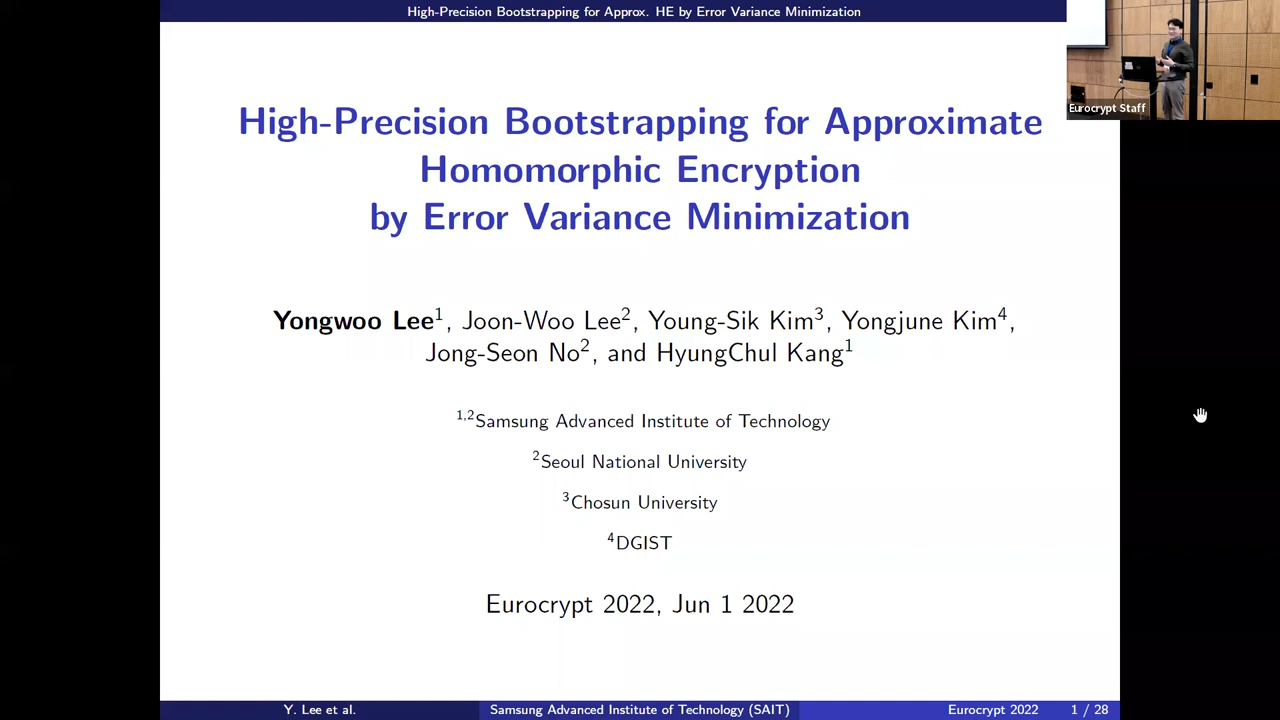 High-Precision Bootstrapping for Approx. HE by Error Variance Minimization
Eurocrypt Staff
High-Precision Bootstrapping for Approximate
Homomorphic Encryption
by Error Variance Minimization
Yongwoo Lee¹, Joon-Woo Lee², Young-Sik Kim³, Yongjune Kim⁴,
Jong-Seon No², and HyungChul Kang¹
¹,²Samsung Advanced Institute of Technology
²Seoul National University
³Chosun University
⁴DGIST
Eurocrypt 2022, Jun 1 2022
Y. Lee et al. Samsung Advanced Institute of Technology (SAIT) Eurocrypt 2022 1 / 28